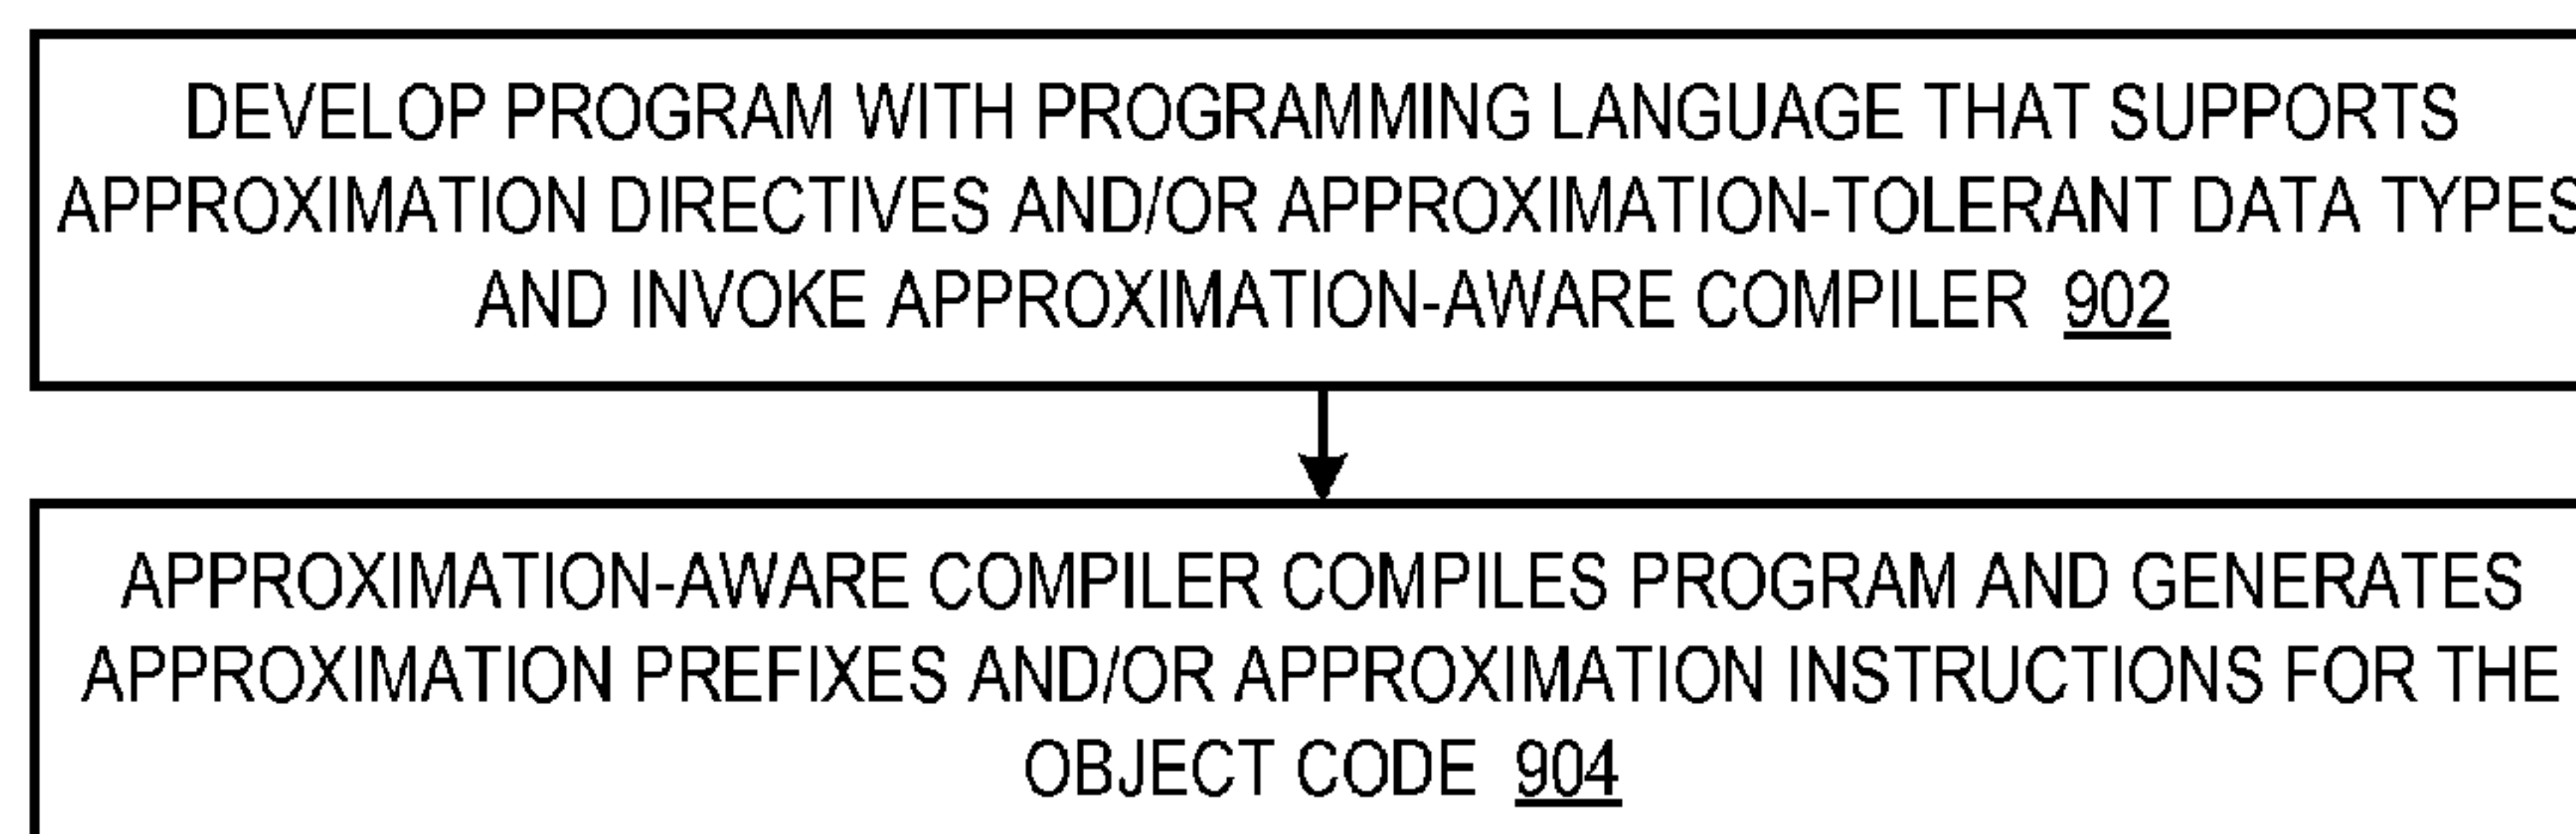 DEVELOP PROGRAM WITH PROGRAMMING LANGUAGE THAT SUPPORTS
APPROXIMATION DIRECTIVES AND/OR APPROXIMATION-TOLERANT DATA TYPES
AND INVOKE APPROXIMATION-AWARE COMPILER 902
APPROXIMATION-AWARE COMPILER COMPILES PROGRAM AND GENERATES
APPROXIMATION PREFIXES AND/OR APPROXIMATION INSTRUCTIONS FOR THE
OBJECT CODE 904